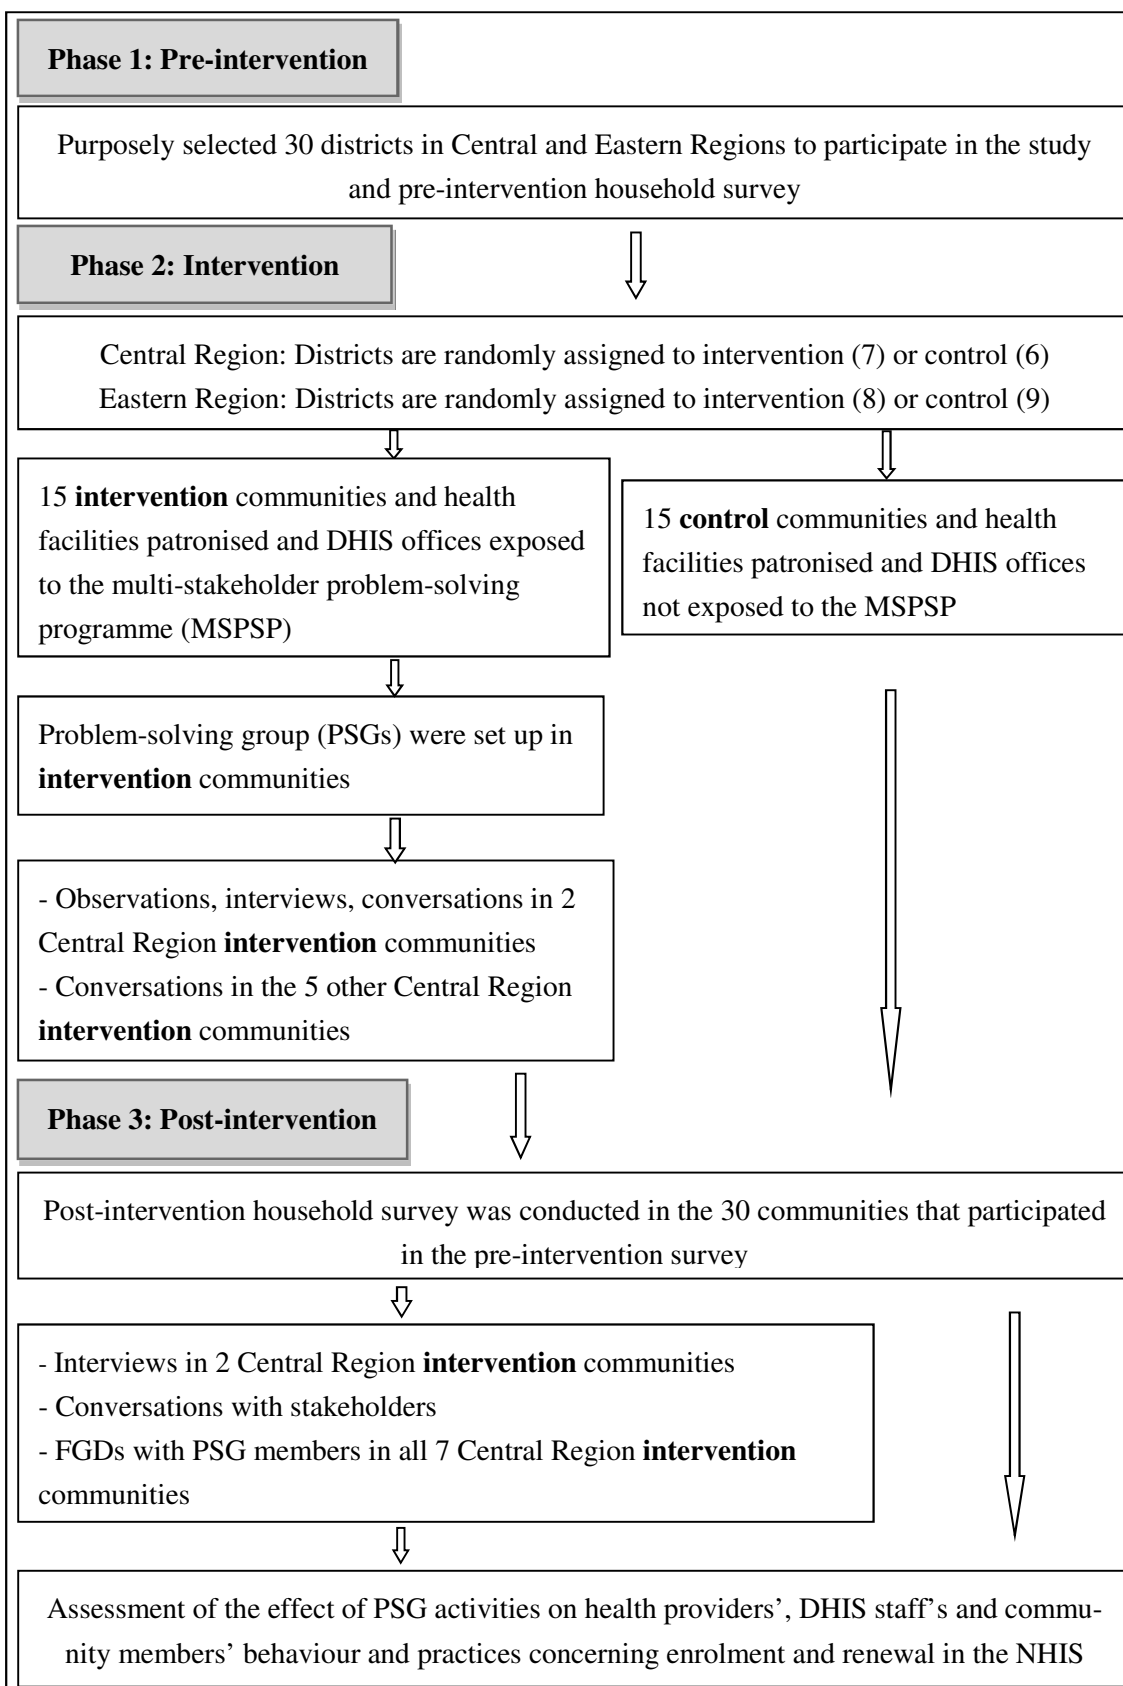 Phase 1: Pre-intervention
Purposely selected 30 districts in Central and Eastern Regions to participate in the study
and pre-intervention household survey
Phase 2: Intervention
Central Region: Districts are randomly assigned to intervention (7) or control (6)
Eastern Region: Districts are randomly assigned to intervention (8) or control (9)
15 intervention communities and health
facilities patronised and DHIS offices exposed
to the multi-stakeholder problem-solving
programme (MSPSP)
15 control communities and health
facilities patronised and DHIS offices
not exposed to the MSPSP
Problem-solving group (PSGs) were set up in
intervention communities
- Observations, interviews, conversations in 2
Central Region intervention communities
- Conversations in the 5 other Central Region
intervention communities
Phase 3: Post-intervention
Post-intervention household survey was conducted in the 30 communities that participated
in the pre-intervention survey
- Interviews in 2 Central Region intervention communities
- Conversations with stakeholders
- FGDs with PSG members in all 7 Central Region intervention
communities
Assessment of the effect of PSG activities on health providers’, DHIS staff’s and commu-
nity members’ behaviour and practices concerning enrolment and renewal in the NHIS